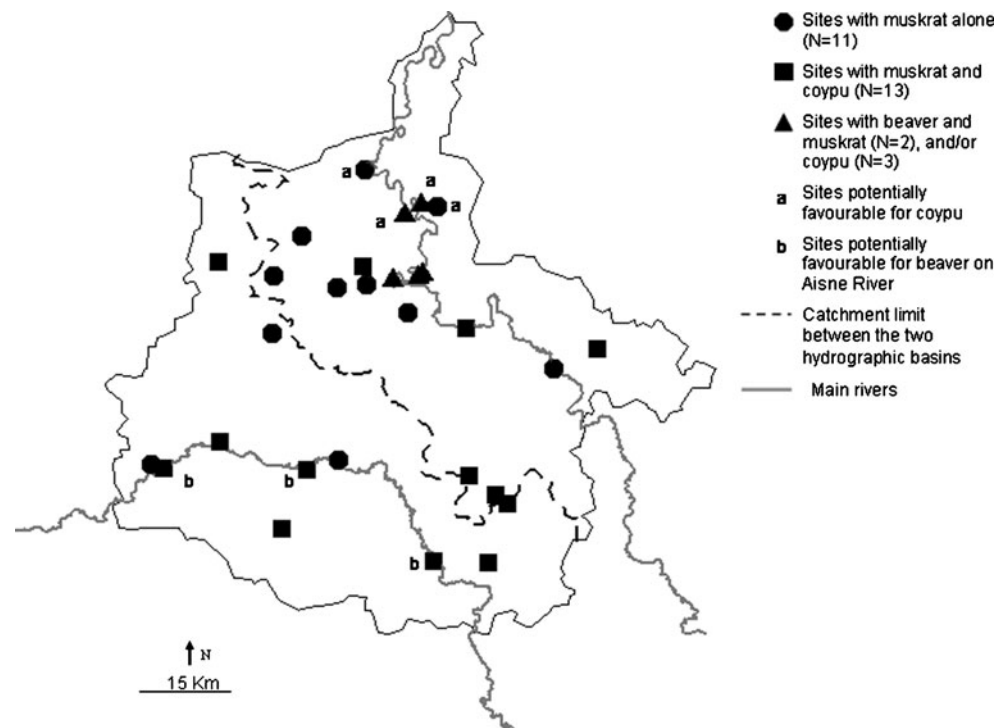 Sites with muskrat alone
(N=11)
Sites with muskrat and
coypu (N=13)
Sites with beaver and
muskrat (N=2), and/or
coypu (N=3)
a Sites potentially
favourable for coypu
b Sites potentially
favourable for beaver on
Aisne River
Catchment limit
between the two
hydrographic basins
Main rivers
a
a
a
a
b
b
b
N
15 Km